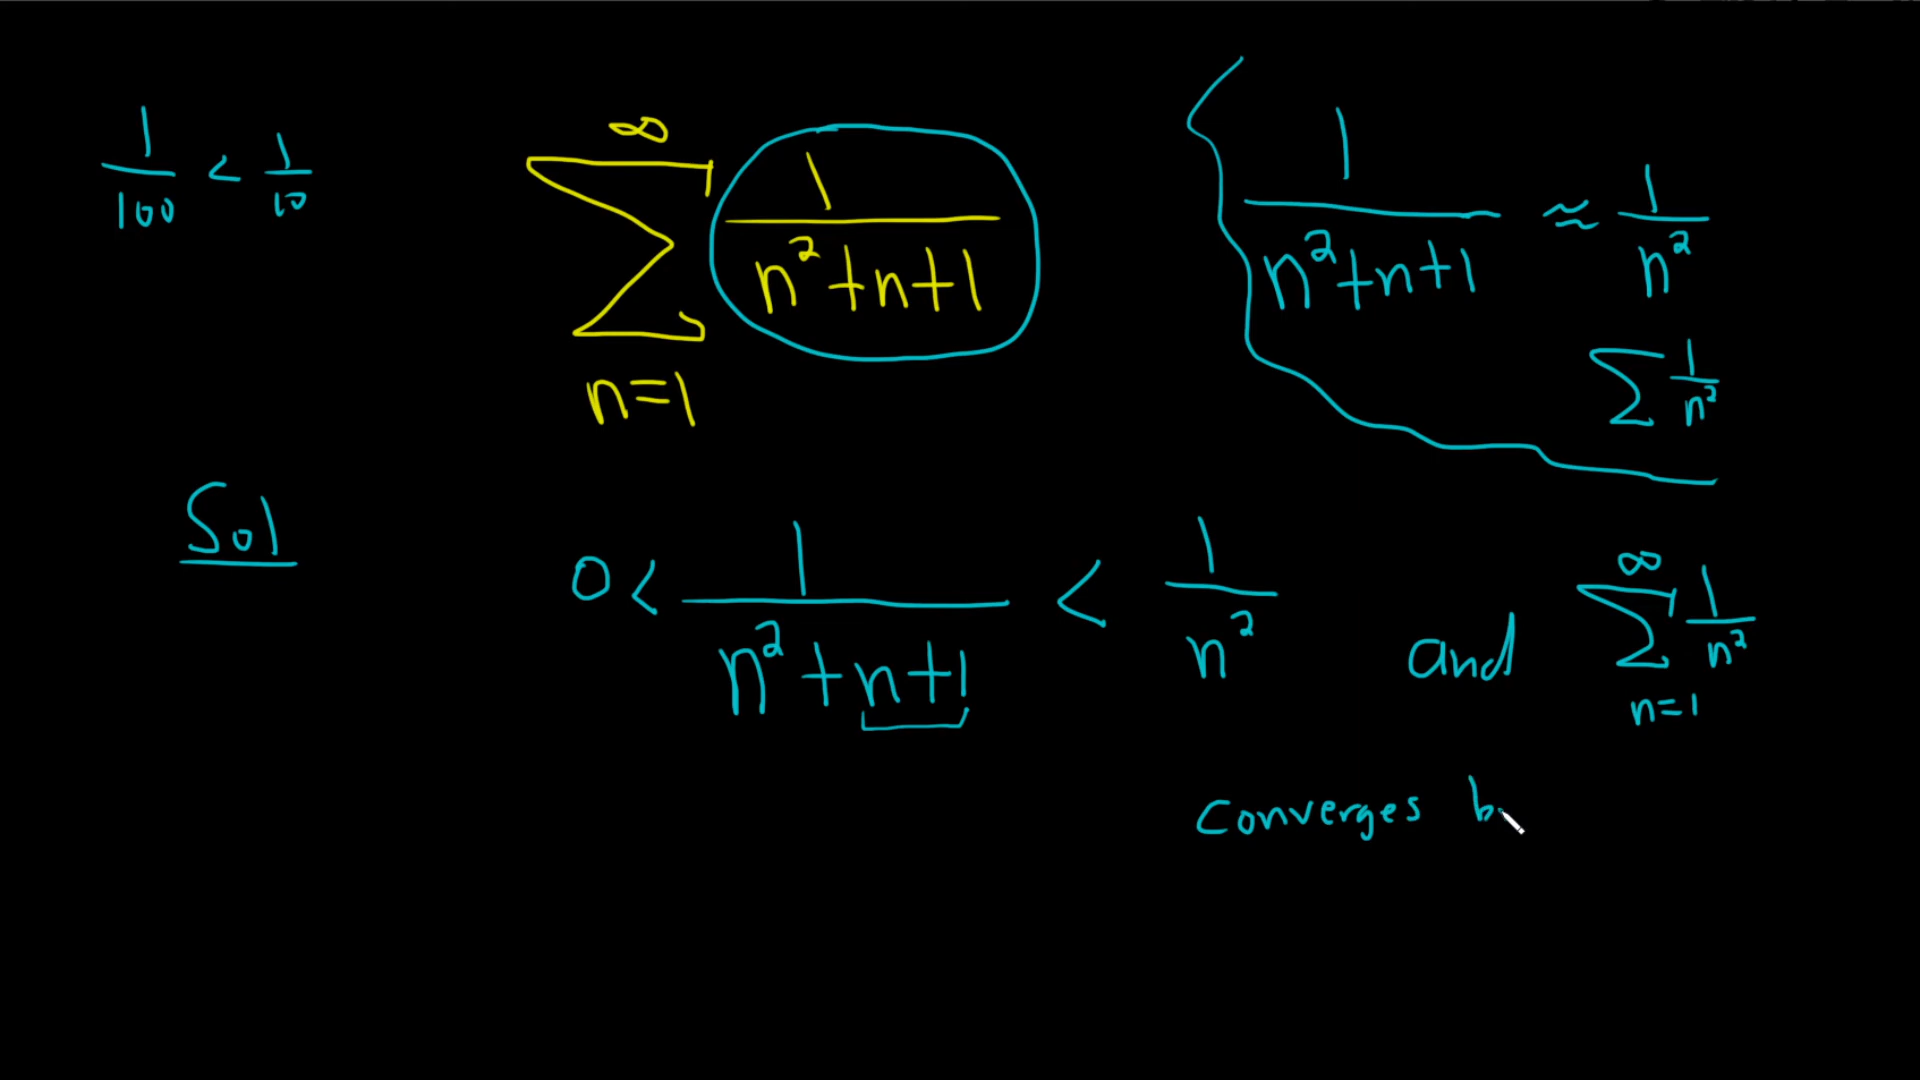 1/100 < 1/10
∞
∑ 1/(n²+n+1)
n=1
1/(n²+n+1) ≈ 1/n²
∑ 1/n²
Sol
0 < 1/(n²+n+1) < 1/n² and ∞∑n=1 1/n²
converges b